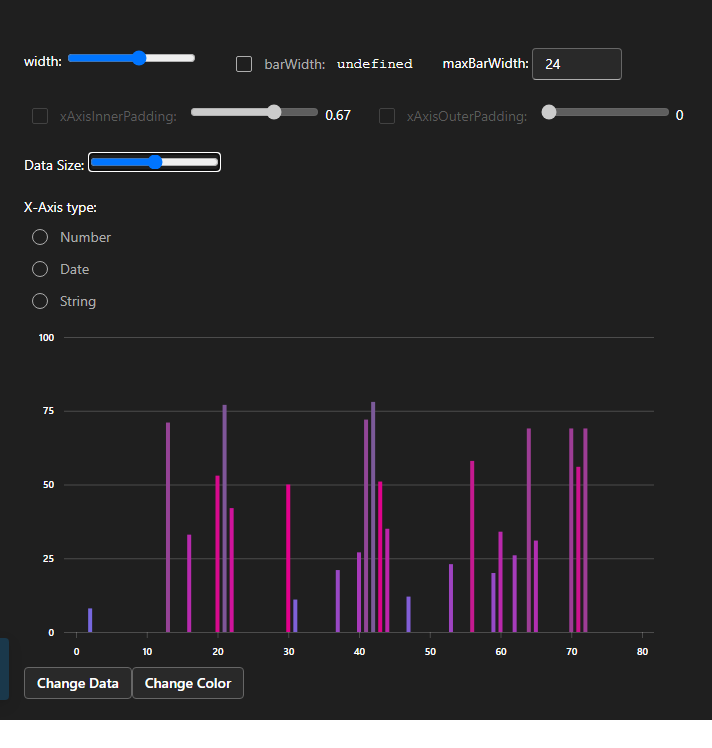 width: barWidth: undefined maxBarWidth: 24
xAxisInnerPadding: 0.67 xAxisOuterPadding: 0
Data Size:
X-Axis type:
Number
Date
String
100
75
50
25
0
0 10 20 30 40 50 60 70 80
Change Data Change Color